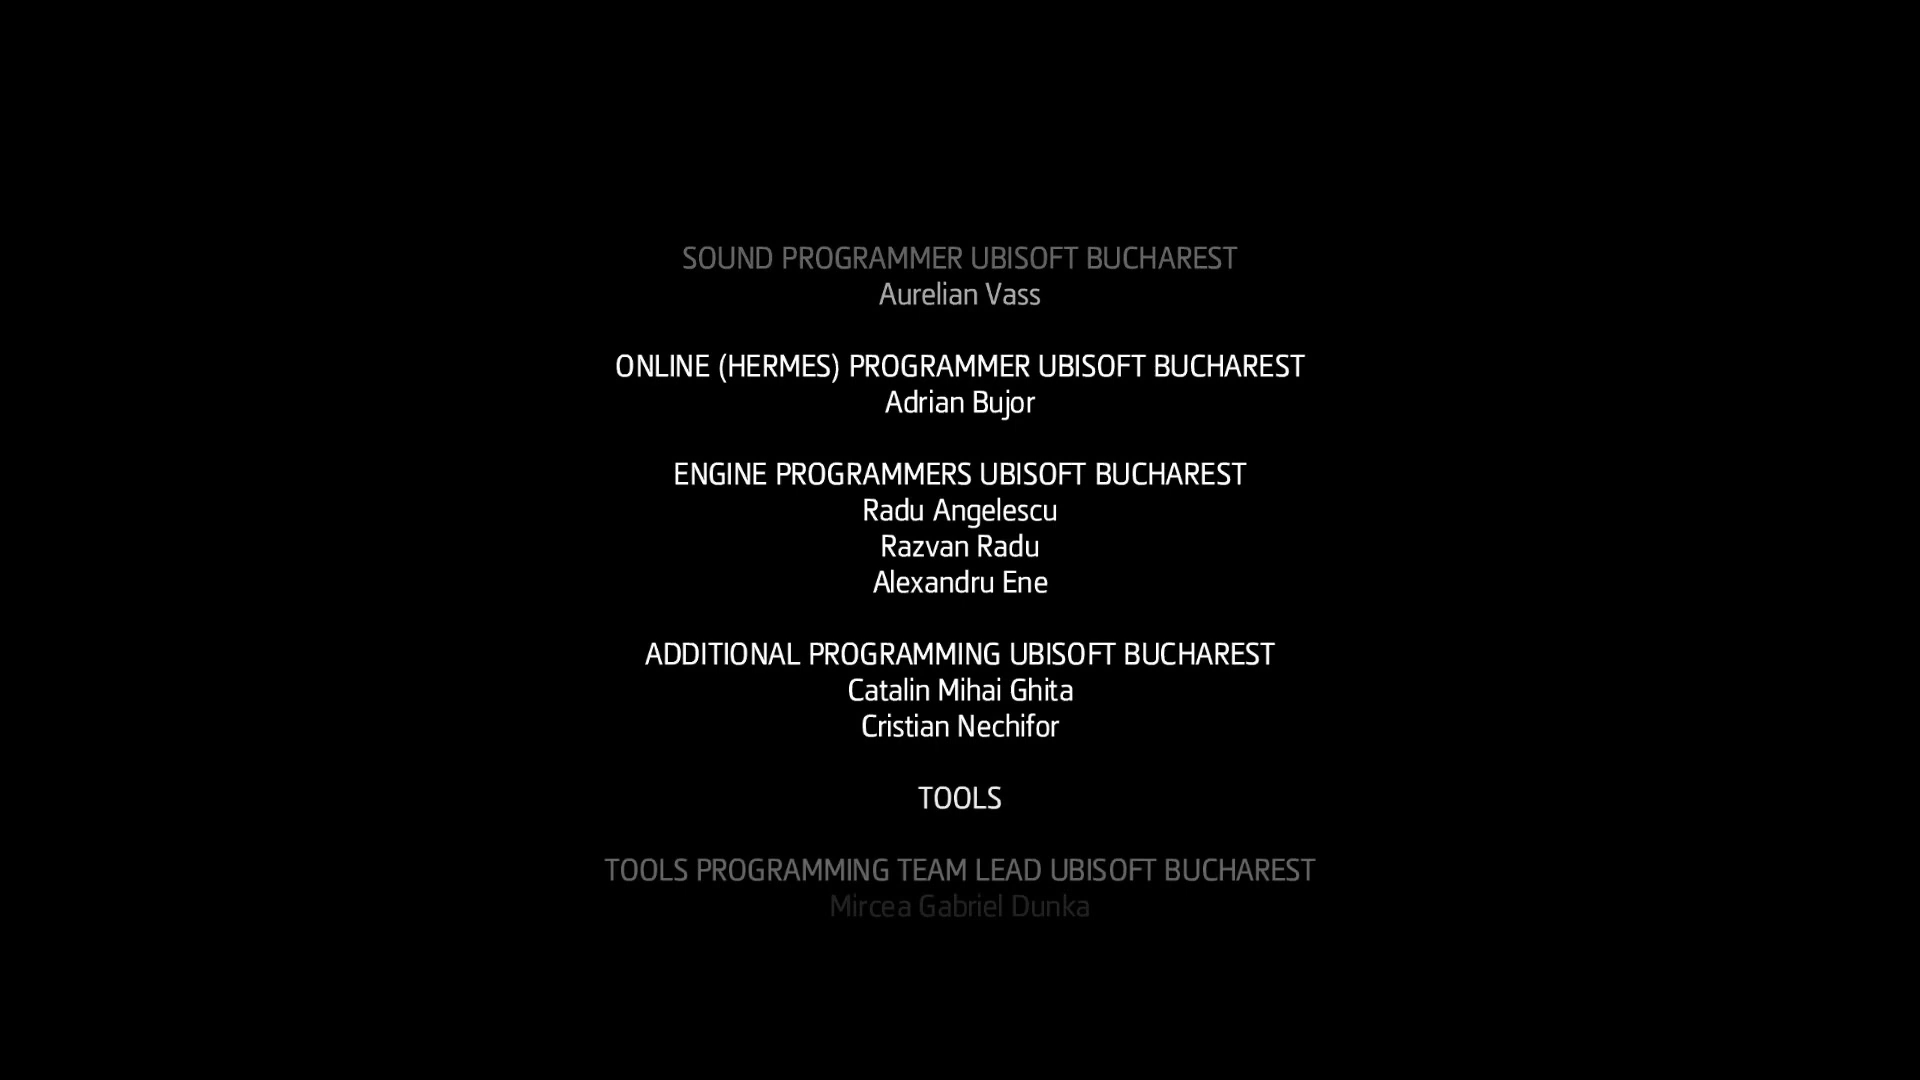 SOUND PROGRAMMER UBISOFT BUCHAREST
Aurelian Vass
ONLINE (HERMES) PROGRAMMER UBISOFT BUCHAREST
Adrian Bujor
ENGINE PROGRAMMERS UBISOFT BUCHAREST
Radu Angelescu
Razvan Radu
Alexandru Ene
ADDITIONAL PROGRAMMING UBISOFT BUCHAREST
Catalin Mihai Ghita
Cristian Nechifor
TOOLS
TOOLS PROGRAMMING TEAM LEAD UBISOFT BUCHAREST
Mircea Gabriel Dunka